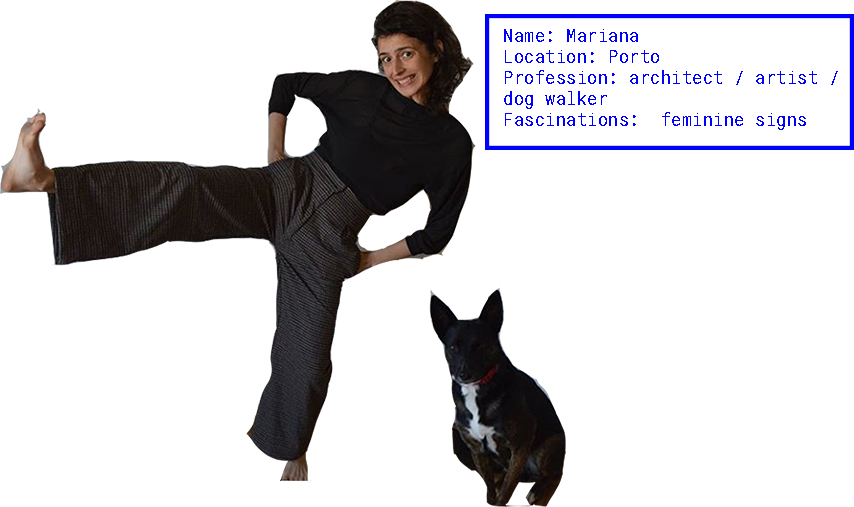 Name: Mariana
Location: Porto
Profession: architect / artist /
dog walker
Fascinations:  feminine signs